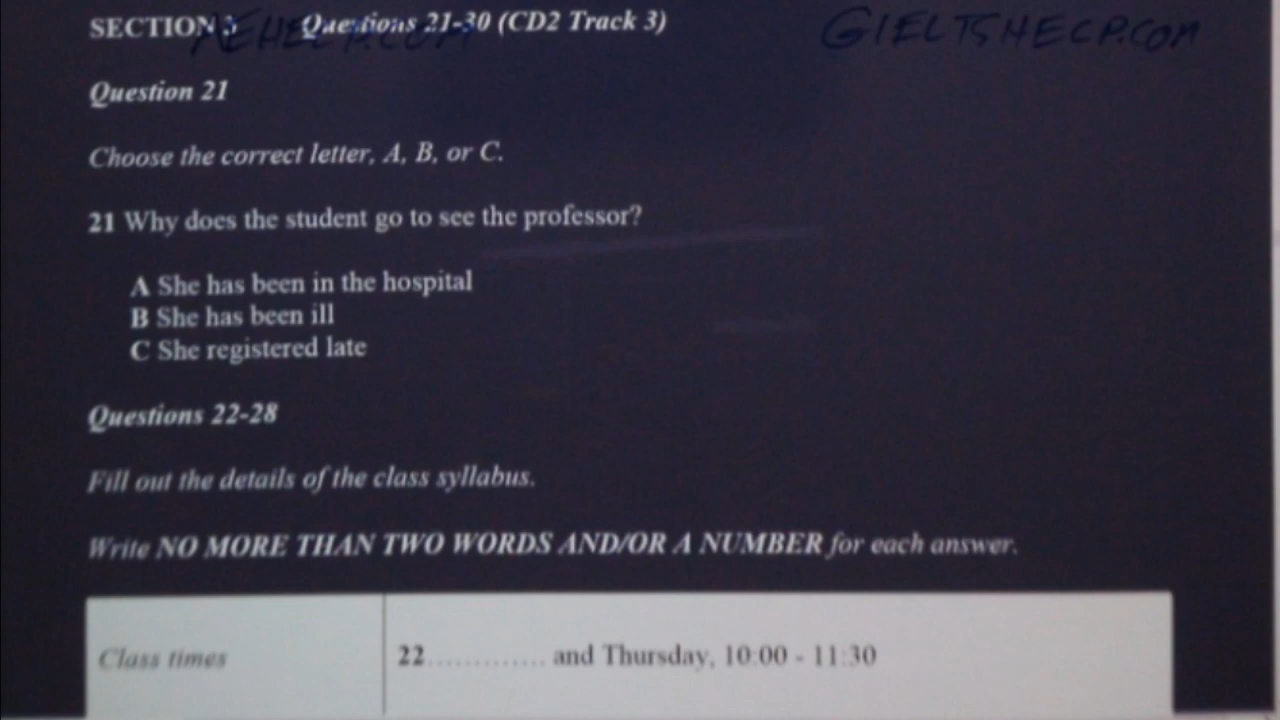 SECTION 3 Questions 21-30 (CD2 Track 3)
GIELTSHECP.COM
Question 21
Choose the correct letter, A, B, or C.
21 Why does the student go to see the professor?
A She has been in the hospital
B She has been ill
C She registered late
Questions 22-28
Fill out the details of the class syllabus.
Write NO MORE THAN TWO WORDS AND/OR A NUMBER for each answer.
Class times
22............. and Thursday, 10:00 - 11:30